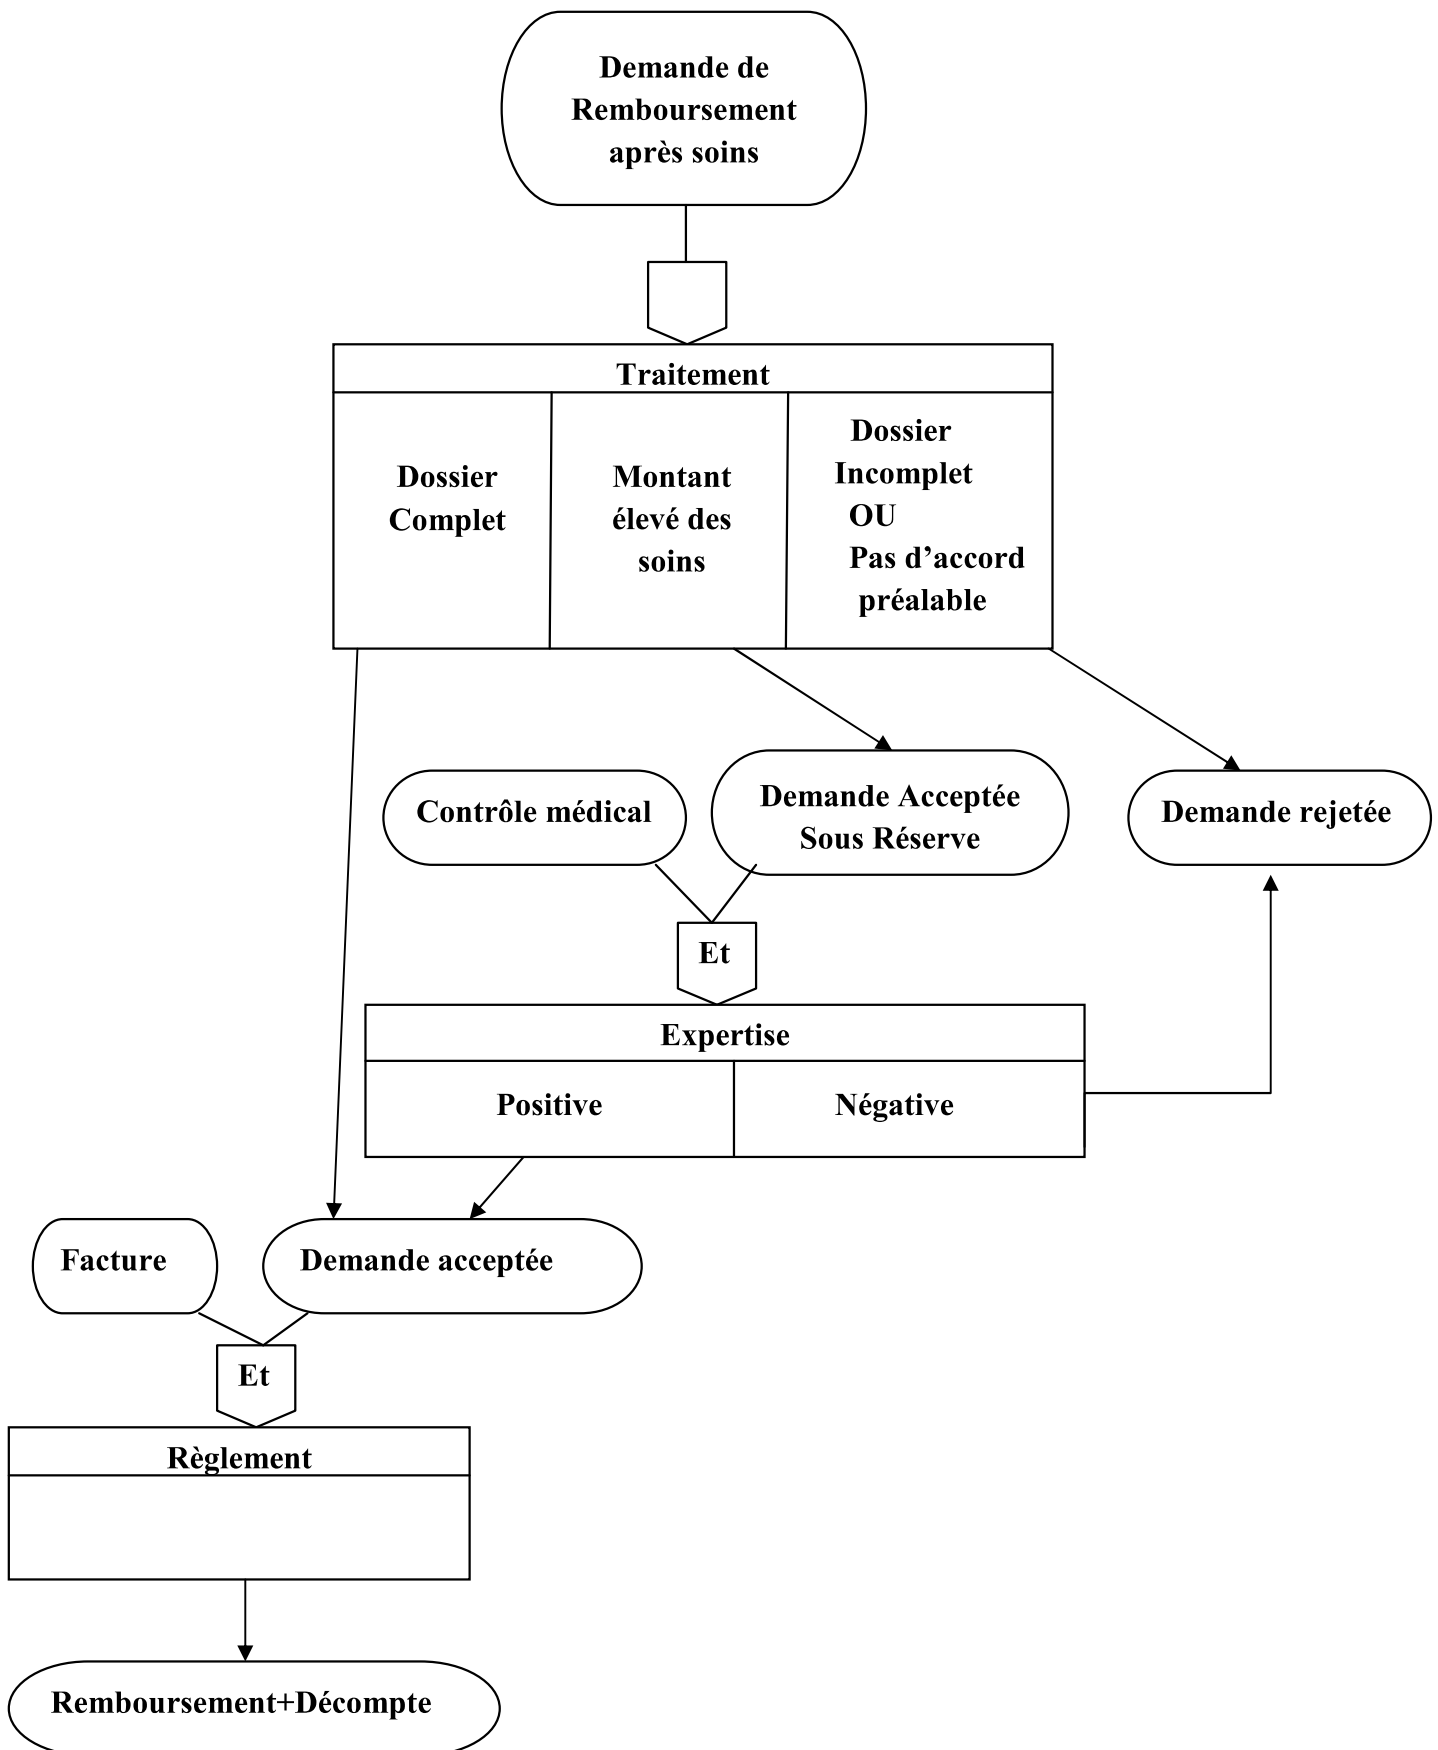 Demande de
Remboursement
après soins
Traitement
Dossier
Complet
Montant
élevé des
soins
Dossier
Incomplet
OU
Pas d’accord
préalable
Contrôle médical
Demande Acceptée
Sous Réserve
Demande rejetée
Et
Expertise
Positive
Négative
Facture
Demande acceptée
Et
Règlement
Remboursement+Décompte